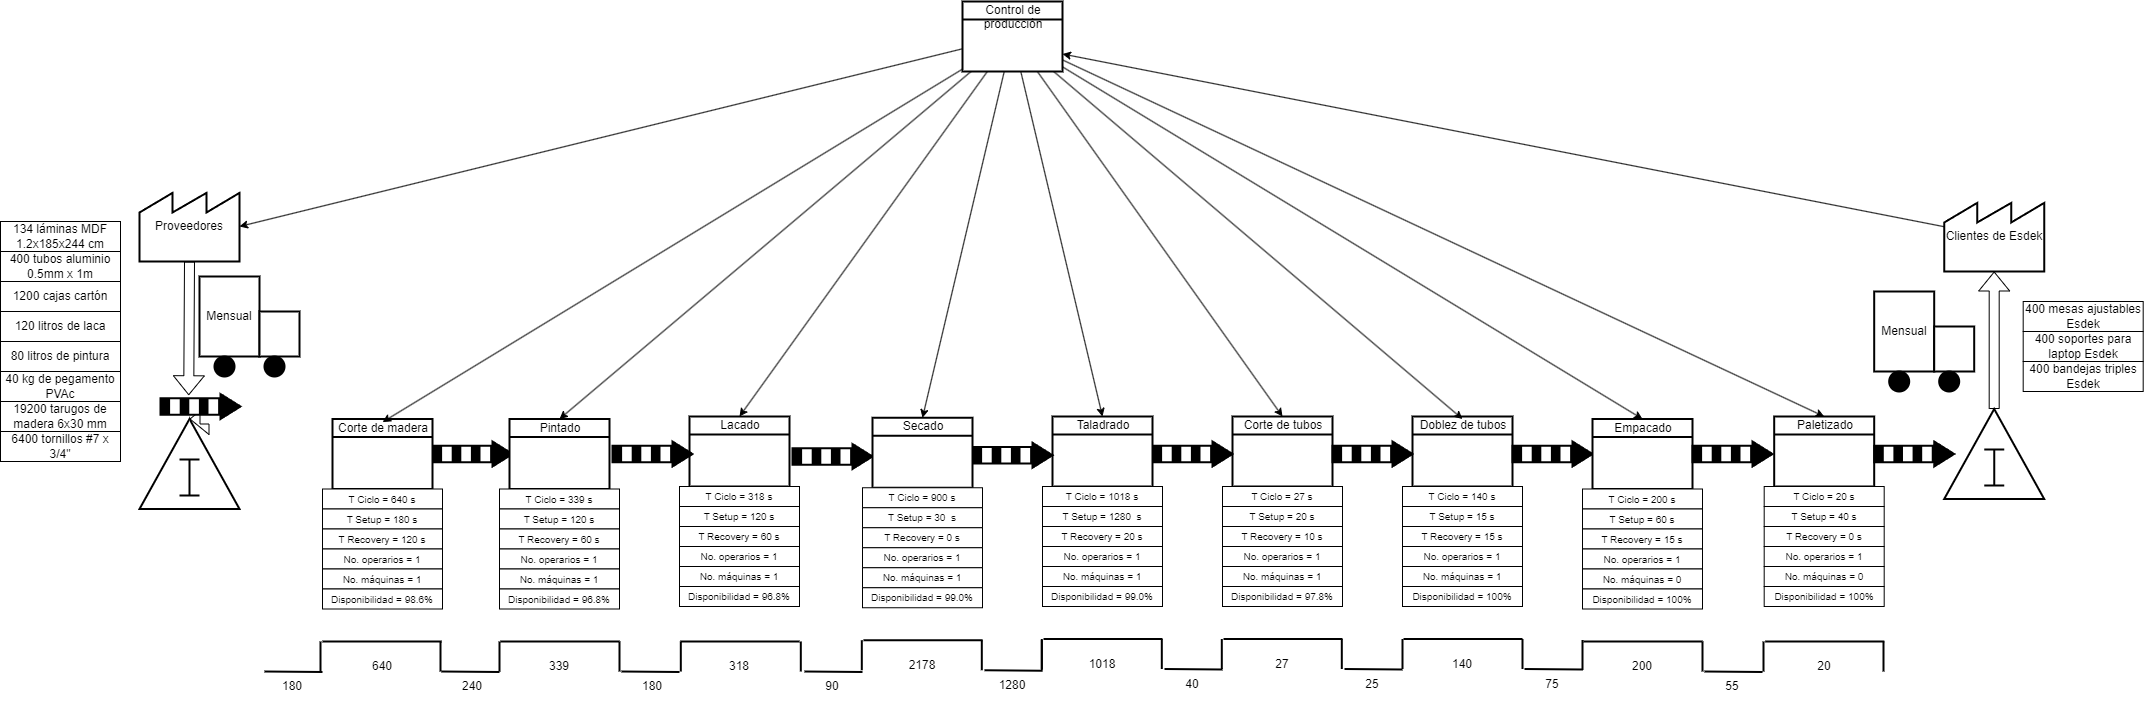 Control de
producción
Proveedores
134 láminas MDF
1.2x185x244 cm
400 tubos aluminio
0.5mm x 1m
1200 cajas cartón
120 litros de laca
80 litros de pintura
40 kg de pegamento
PVAc
19200 tarugos de
madera 6x30 mm
6400 tornillos #7 x
3/4"
Mensual
I
Clientes de Esdek
Mensual
400 mesas ajustables
Esdek
400 soportes para
laptop Esdek
400 bandejas triples
Esdek
I
Corte de madera
T Ciclo = 640 s
T Setup = 180 s
T Recovery = 120 s
No. operarios = 1
No. máquinas = 1
Disponibilidad = 98.6%
Pintado
T Ciclo = 339 s
T Setup = 120 s
T Recovery = 60 s
No. operarios = 1
No. máquinas = 1
Disponibilidad = 96.8%
Lacado
T Ciclo = 318 s
T Setup = 120 s
T Recovery = 60 s
No. operarios = 1
No. máquinas = 1
Disponibilidad = 96.8%
Secado
T Ciclo = 900 s
T Setup = 30 s
T Recovery = 0 s
No. operarios = 1
No. máquinas = 1
Disponibilidad = 99.0%
Taladrado
T Ciclo = 1018 s
T Setup = 1280 s
T Recovery = 20 s
No. operarios = 1
No. máquinas = 1
Disponibilidad = 99.0%
Corte de tubos
T Ciclo = 27 s
T Setup = 20 s
T Recovery = 10 s
No. operarios = 1
No. máquinas = 1
Disponibilidad = 97.8%
Doblez de tubos
T Ciclo = 140 s
T Setup = 15 s
T Recovery = 15 s
No. operarios = 1
No. máquinas = 1
Disponibilidad = 100%
Empacado
T Ciclo = 200 s
T Setup = 60 s
T Recovery = 15 s
No. operarios = 1
No. máquinas = 0
Disponibilidad = 100%
Paletizado
T Ciclo = 20 s
T Setup = 40 s
T Recovery = 0 s
No. operarios = 1
No. máquinas = 0
Disponibilidad = 100%
180
640
240
339
180
318
90
2178
1280
1018
40
27
25
140
75
200
55
20